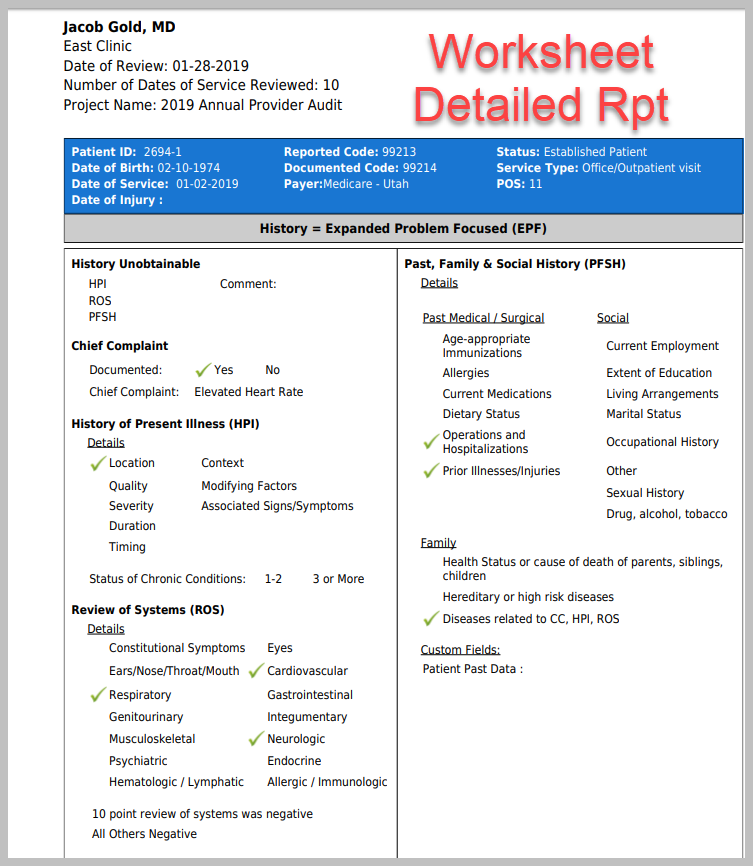 Jacob Gold, MD
East Clinic
Date of Review: 01-28-2019
Number of Dates of Service Reviewed: 10
Project Name: 2019 Annual Provider Audit
Worksheet
Detailed Rpt
Patient ID: 2694-1 Reported Code: 99213 Status: Established Patient
Date of Birth: 02-10-1974 Documented Code: 99214 Service Type: Office/Outpatient visit
Date of Service: 01-02-2019 Payer:Medicare - Utah POS: 11
Date of Injury :
History = Expanded Problem Focused (EPF)
History Unobtainable
HPI Comment:
ROS
PFSH
Chief Complaint
Documented: ✓ Yes No
Chief Complaint: Elevated Heart Rate
History of Present Illness (HPI)
Details
✓ Location Context
Quality Modifying Factors
Severity Associated Signs/Symptoms
Duration
Timing
Status of Chronic Conditions: 1-2 3 or More
Review of Systems (ROS)
Details
Constitutional Symptoms Eyes
Ears/Nose/Throat/Mouth ✓ Cardiovascular
✓ Respiratory Gastrointestinal
Genitourinary Integumentary
Musculoskeletal ✓ Neurologic
Psychiatric Endocrine
Hematologic / Lymphatic Allergic / Immunologic
10 point review of systems was negative
All Others Negative
Past, Family & Social History (PFSH)
Details
Past Medical / Surgical Social
Age-appropriate
Immunizations Current Employment
Allergies Extent of Education
Current Medications Living Arrangements
Dietary Status Marital Status
✓ Operations and
Hospitalizations Occupational History
✓ Prior Illnesses/Injuries Other
Sexual History
Drug, alcohol, tobacco
Family
Health Status or cause of death of parents, siblings,
children
Hereditary or high risk diseases
✓ Diseases related to CC, HPI, ROS
Custom Fields:
Patient Past Data :